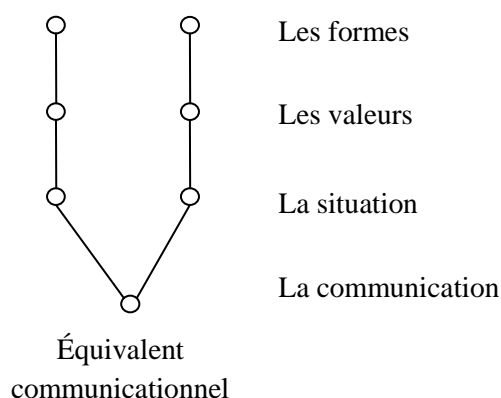 Les formes
Les valeurs
La situation
La communication
Équivalent
communicationnel